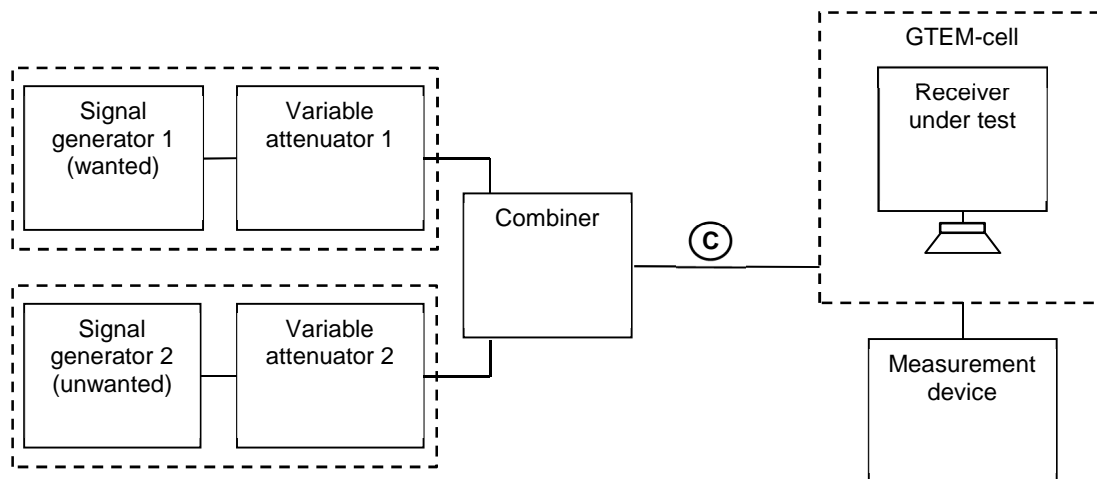 Signal
generator 1
(wanted)
Variable
attenuator 1
Signal
generator 2
(unwanted)
Variable
attenuator 2
Combiner
C
GTEM-cell
Receiver
under test
Measurement
device